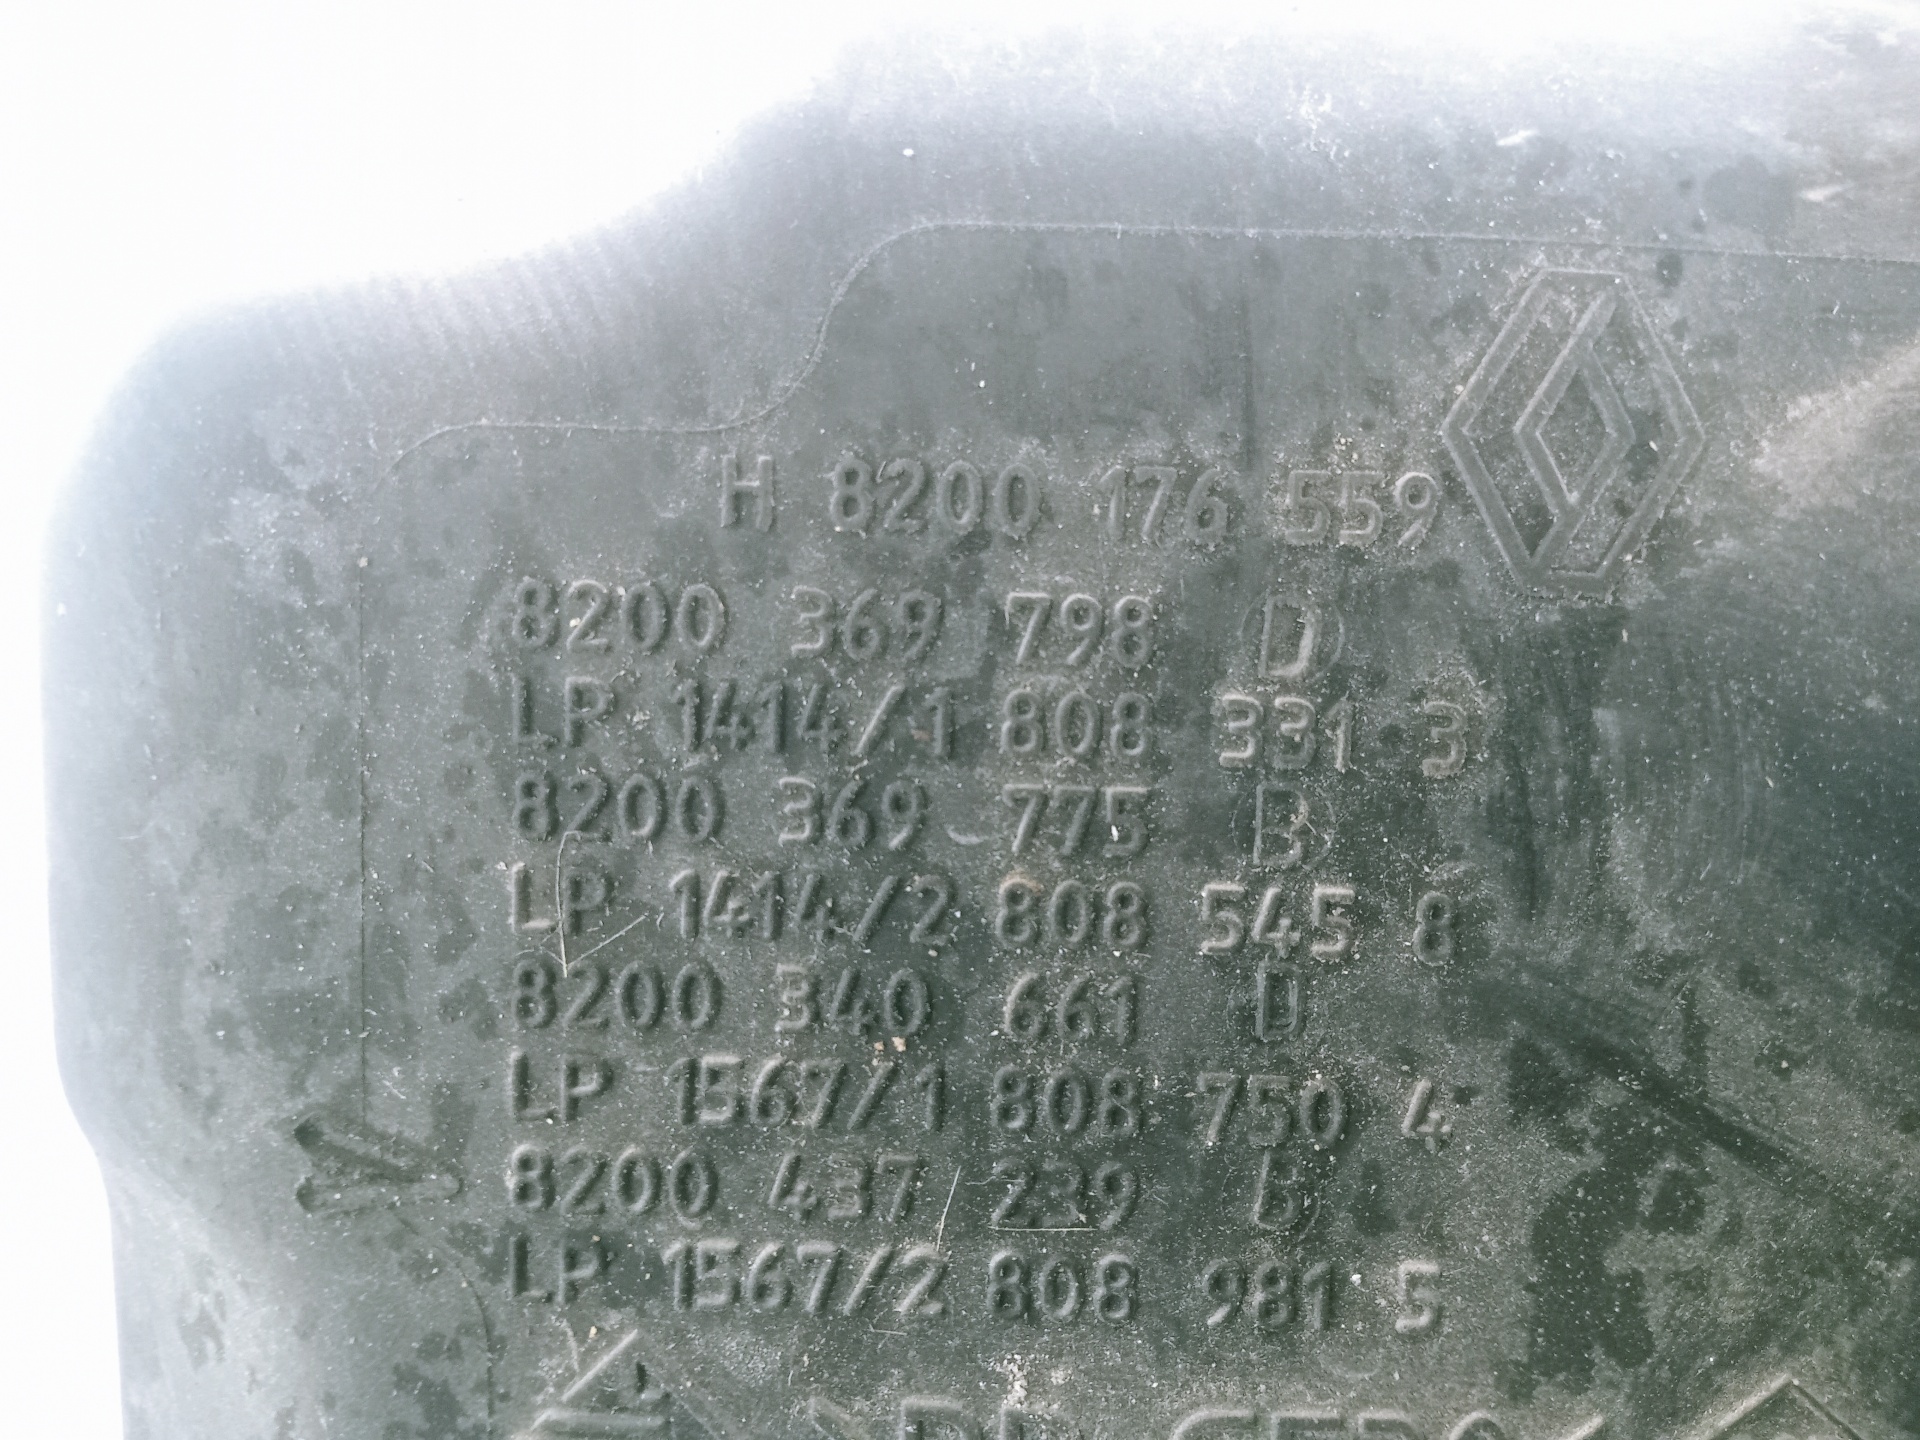 H 8200 176 559
8200 369 798 D
LP 1414/1 808 331 3
8200 369 775 B
LP 1414/2 808 545 8
8200 340 661 D
LP 1567/1 808 750 4
8200 437 239
LP 1567/2 808 981 5